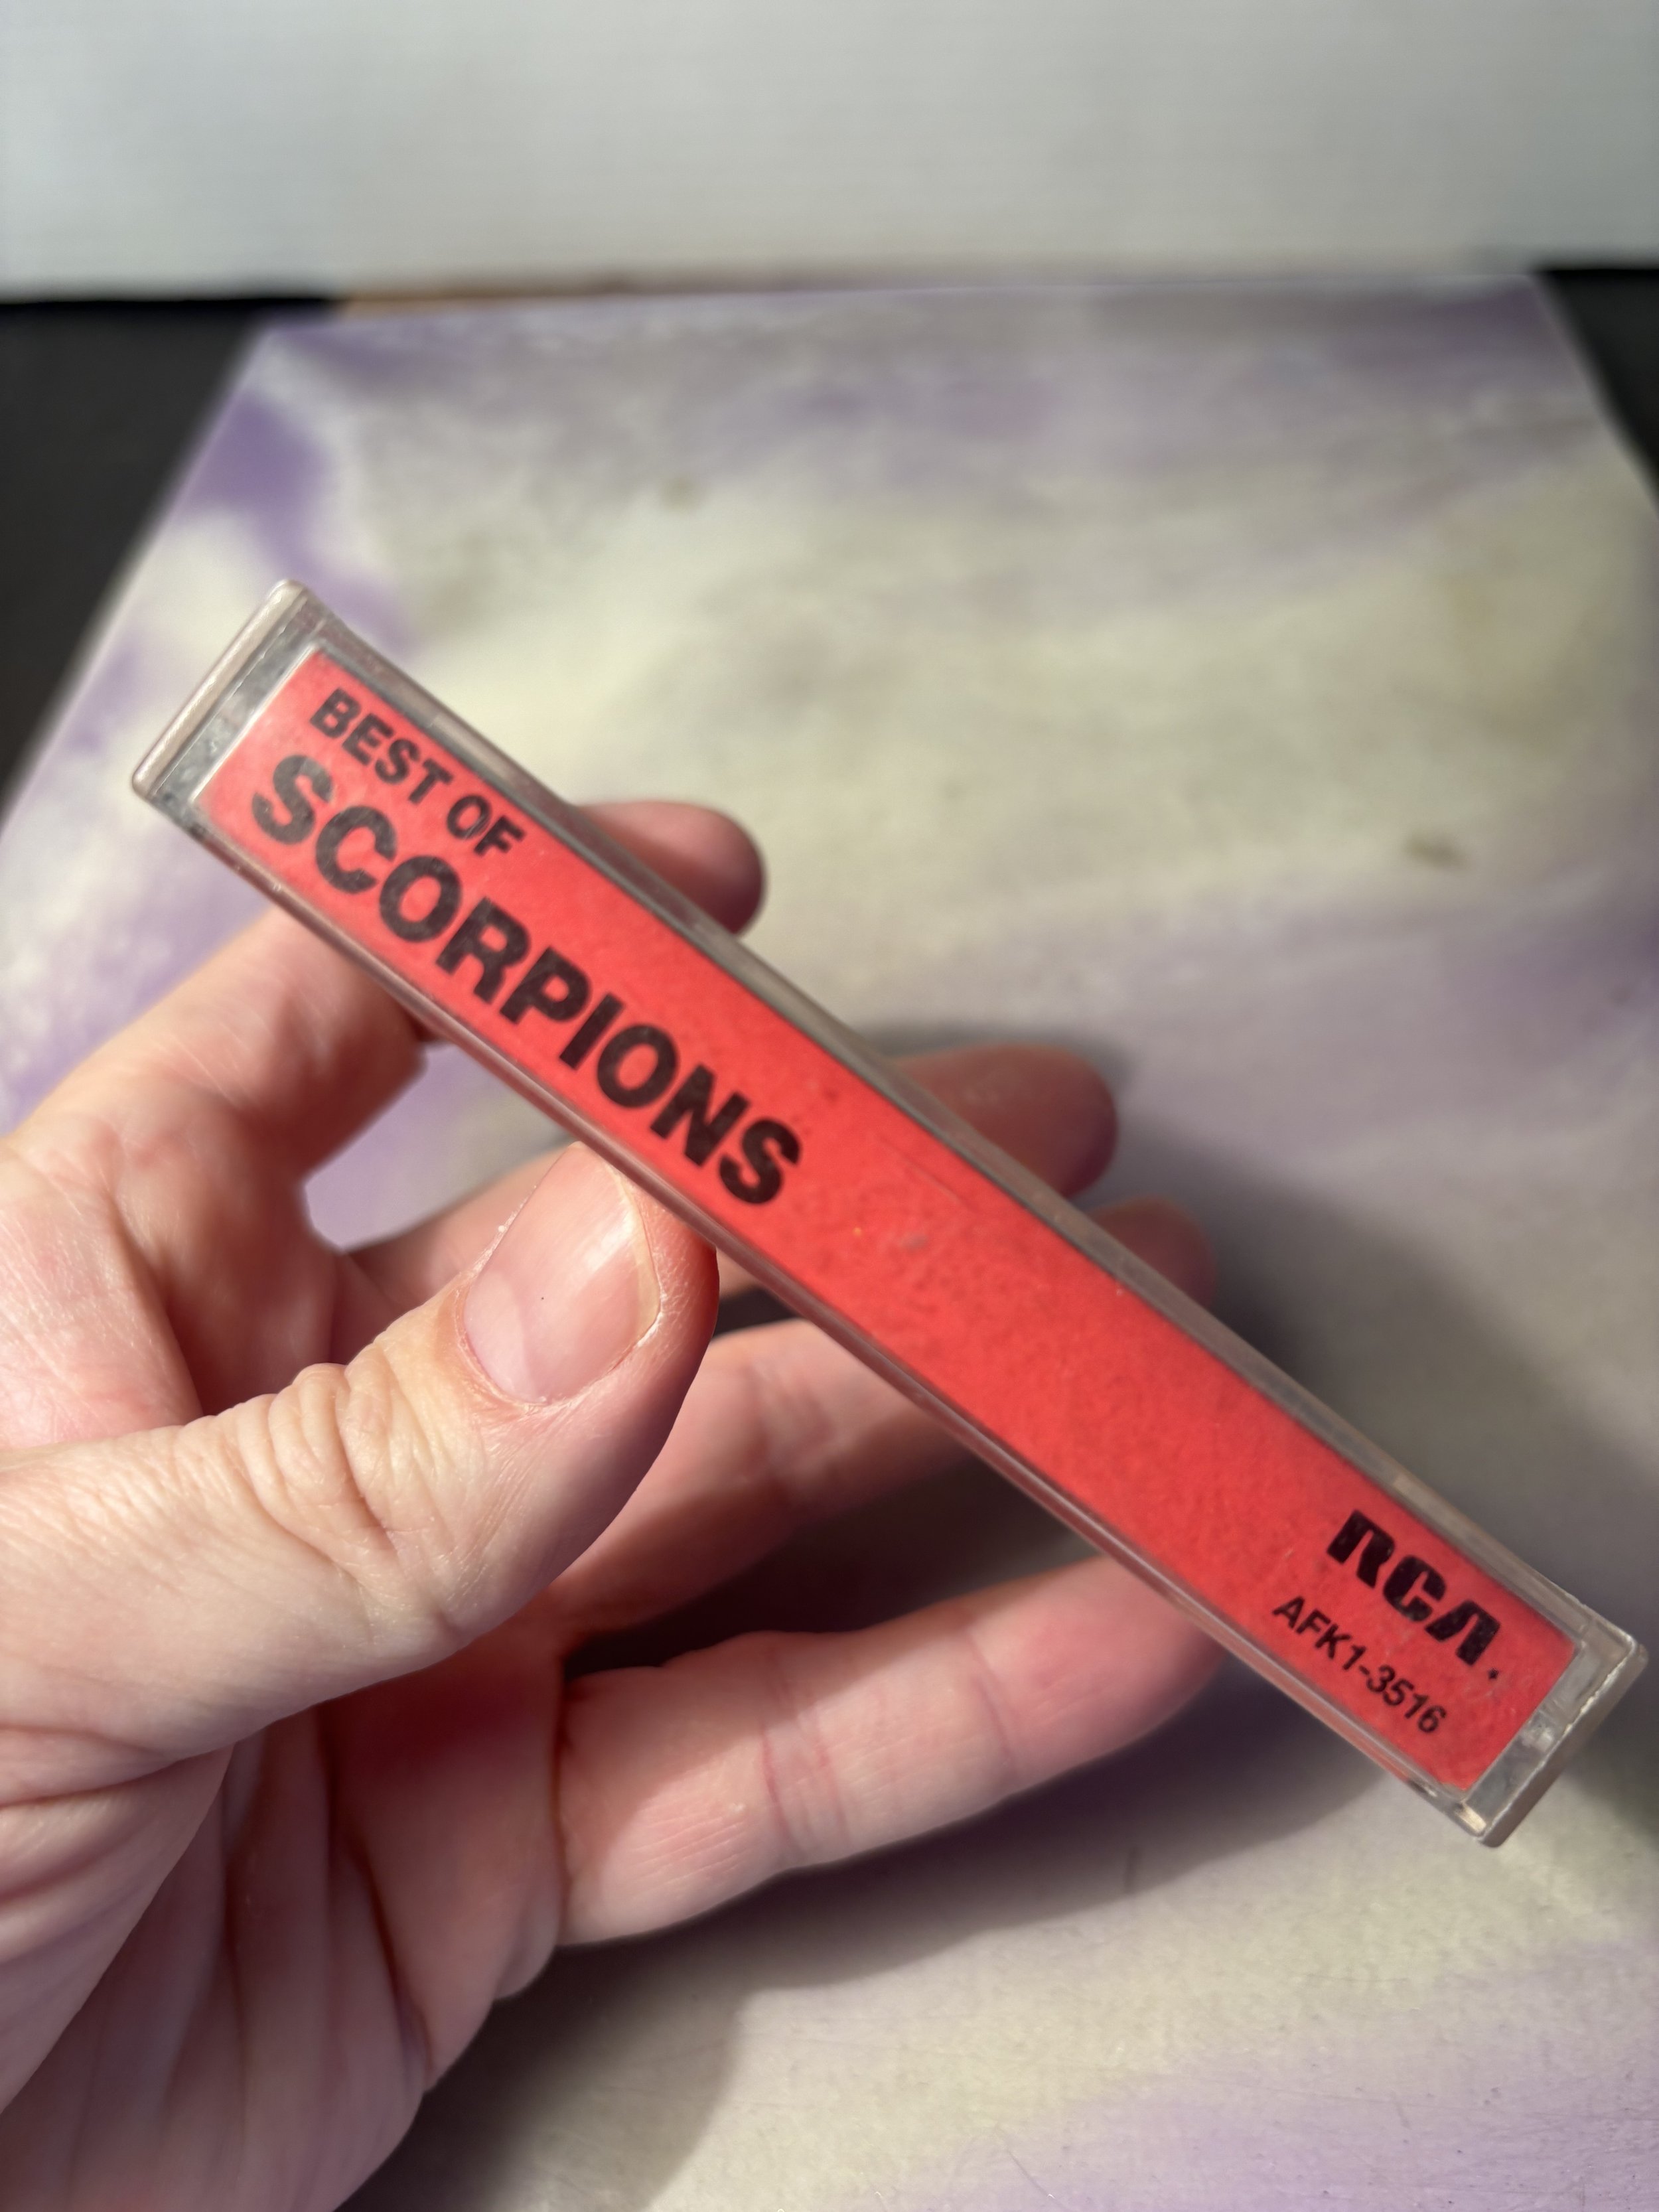 BEST OF
SCORPIONS
RCA
AFK1-3516